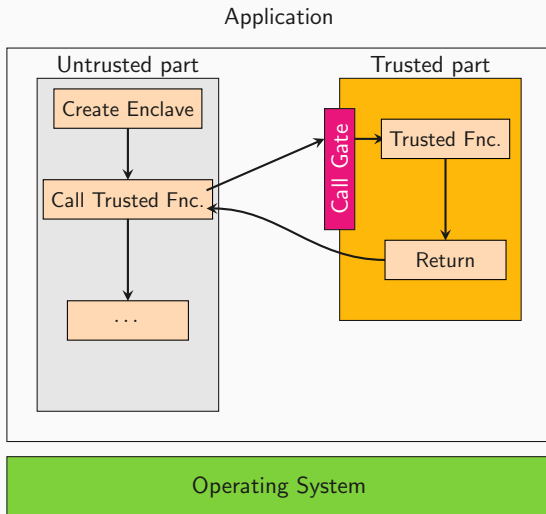 Application
Untrusted part
Trusted part
Create Enclave
Call Gate
Trusted Fnc.
Call Trusted Fnc.
Return
...
Operating System